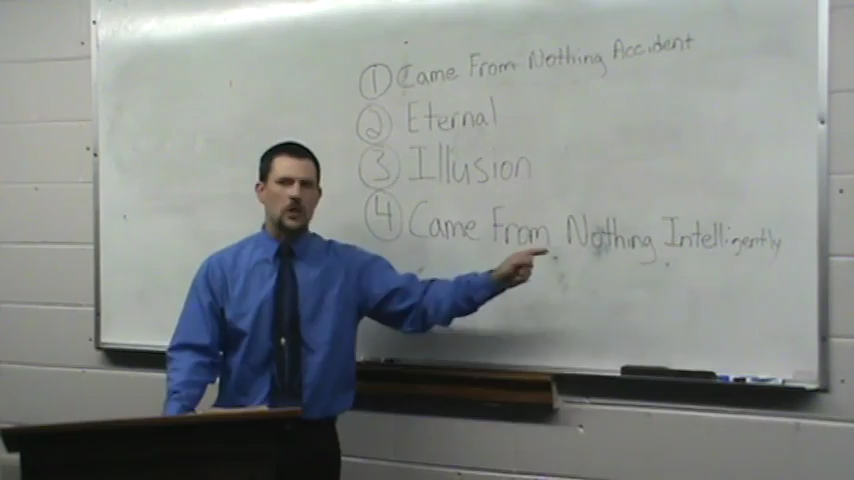 1 Came From Nothing Accident
2 Eternal
3 Illusion
4 Came From Nothing Intelligently